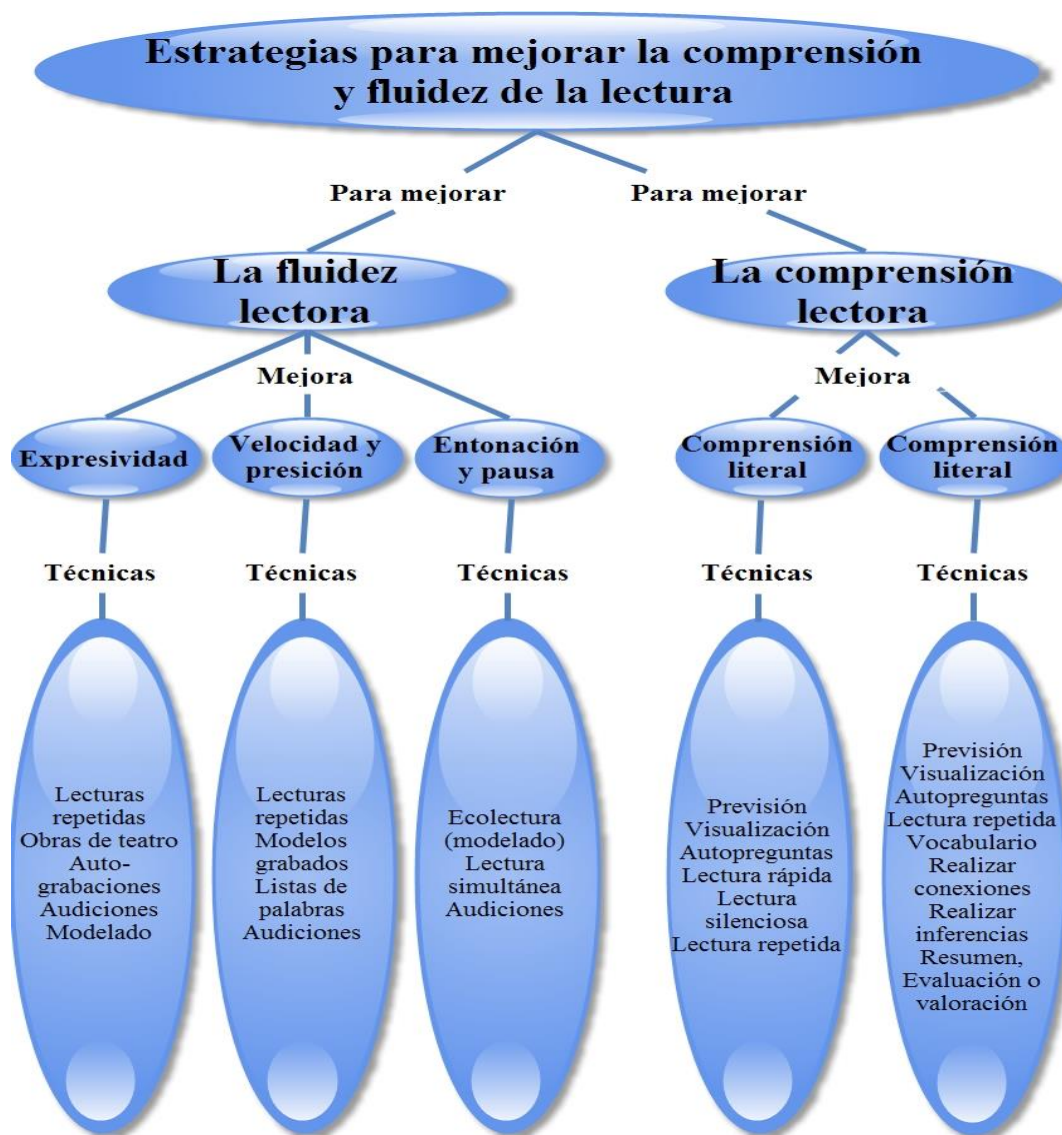 Estrategias para mejorar la comprensión
y fluidez de la lectura
Para mejorar
Para mejorar
La fluidez
lectora
La comprensión
lectora
Mejora
Mejora
Expresividad
Velocidad y
presición
Entonación
y pausa
Comprensión
literal
Comprensión
literal
Técnicas
Técnicas
Técnicas
Técnicas
Técnicas
Lecturas
repetidas
Obras de teatro
Auto-
grabaciones
Audiciones
Modelado
Lecturas
repetidas
Modelos
grabados
Listas de
palabras
Audiciones
Ecolectura
(modelado)
Lectura
simultánea
Audiciones
Previsión
Visualización
Autopreguntas
Lectura rápida
Lectura
silenciosa
Lectura repetida
Previsión
Visualización
Autopreguntas
Lectura repetida
Vocabulario
Realizar
conexiones
Realizar
inferencias
Resumen,
Evaluación o
valoración